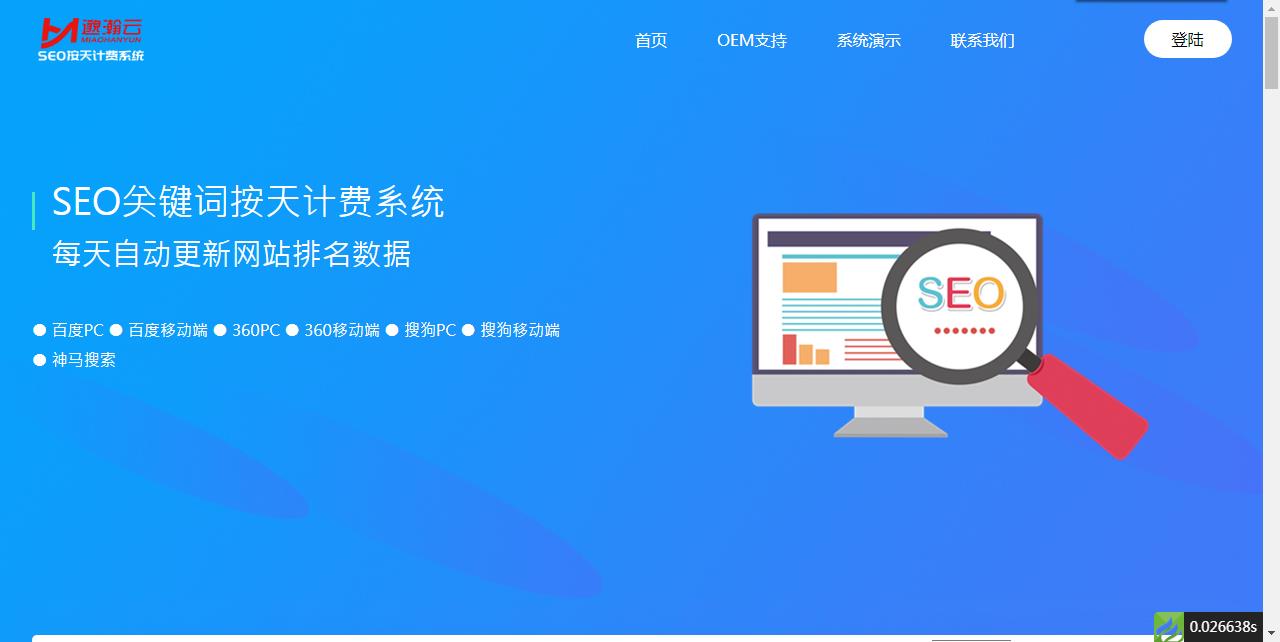 邈瀚云
MIAOHANYUN
SEO按天计费系统
首页 OEM支持 系统演示 联系我们 登陆
SEO关键词按天计费系统
每天自动更新网站排名数据
● 百度PC ● 百度移动端 ● 360PC ● 360移动端 ● 搜狗PC ● 搜狗移动端
● 神马搜索
SEO
0.026638s